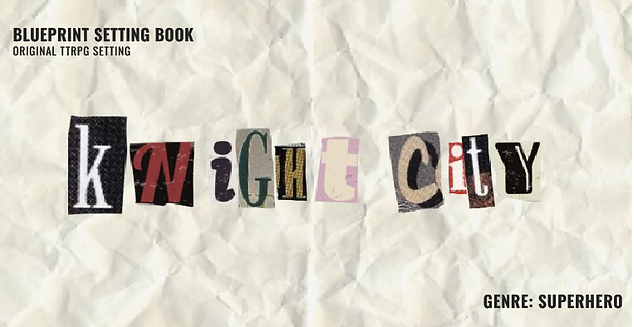 BLUEPRINT SETTING BOOK
ORIGINAL TTRPG SETTING
kNiGHt City
GENRE: SUPERHERO